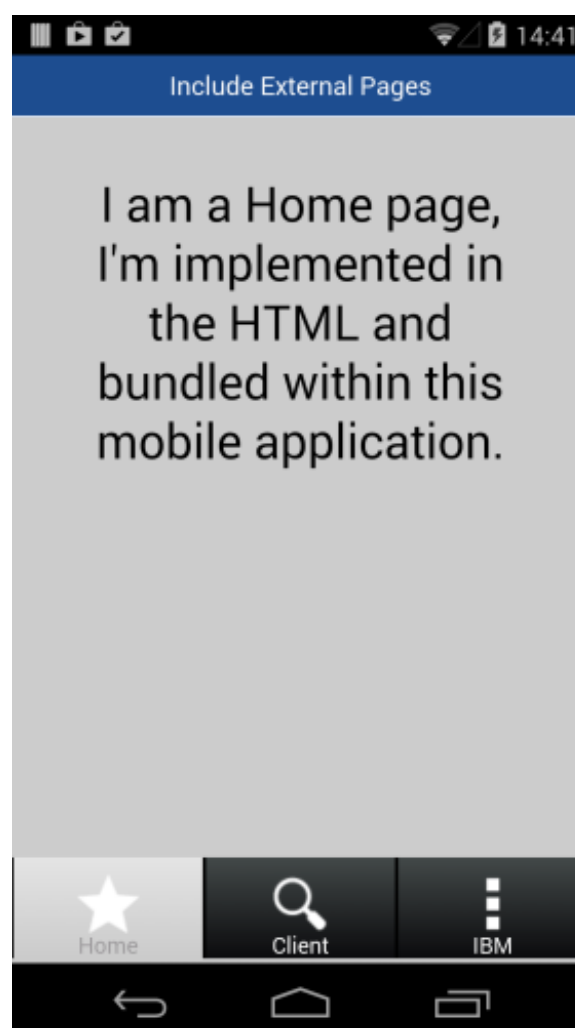 14:41
Include External Pages
I am a Home page,
I'm implemented in
the HTML and
bundled within this
mobile application.
Home
Client
IBM